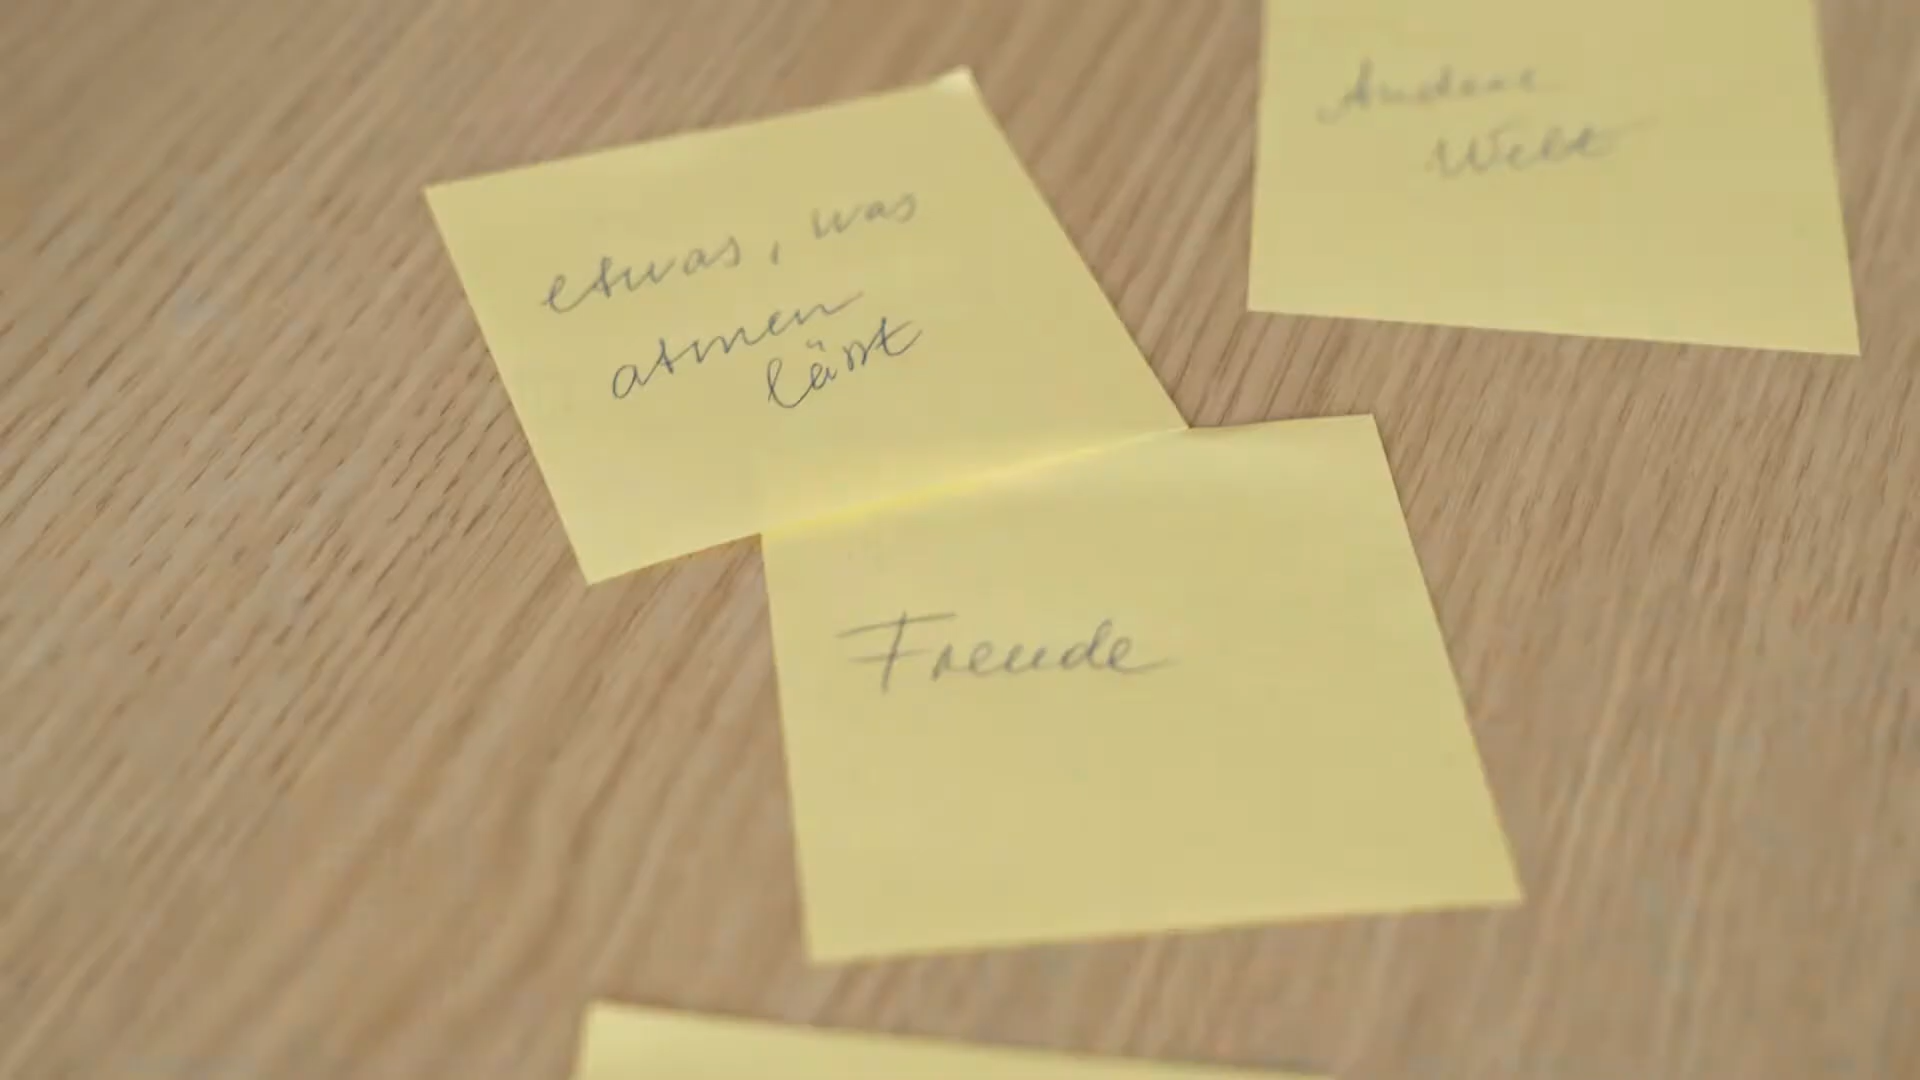 etwas, was
atmen
lässt
Andere
Welt
Freude